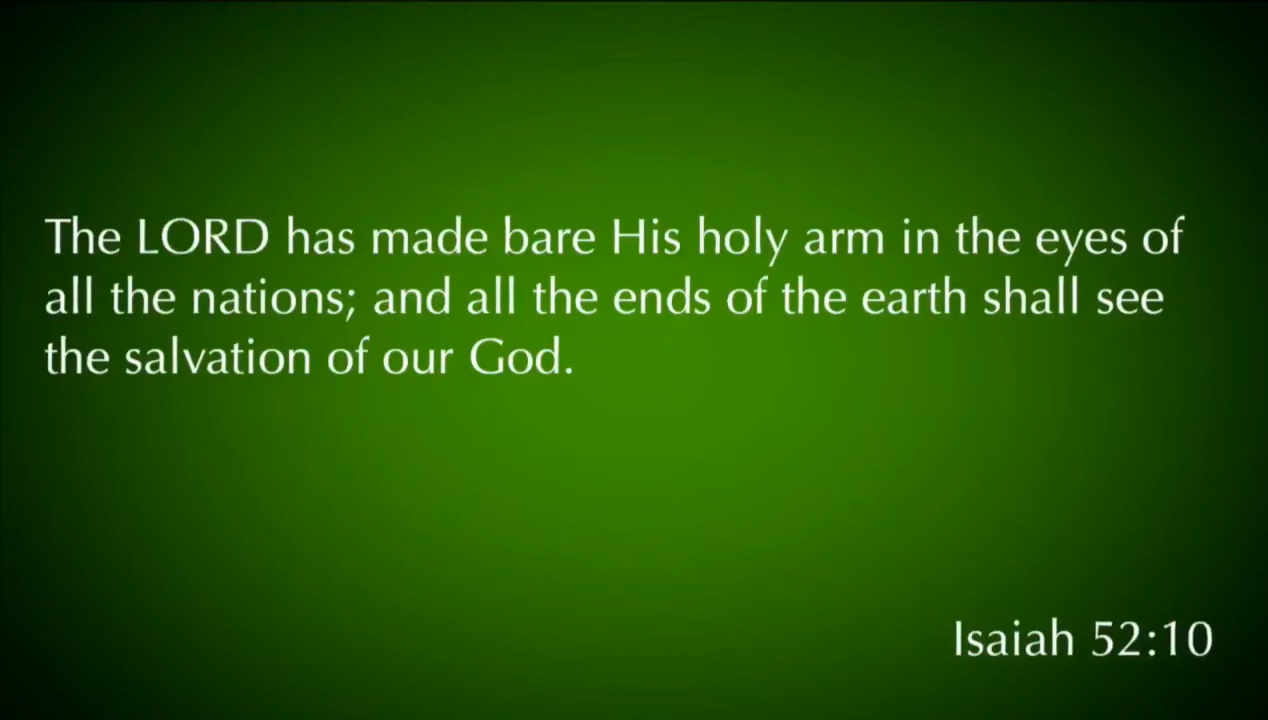 The LORD has made bare His holy arm in the eyes of
all the nations; and all the ends of the earth shall see
the salvation of our God.
Isaiah 52:10